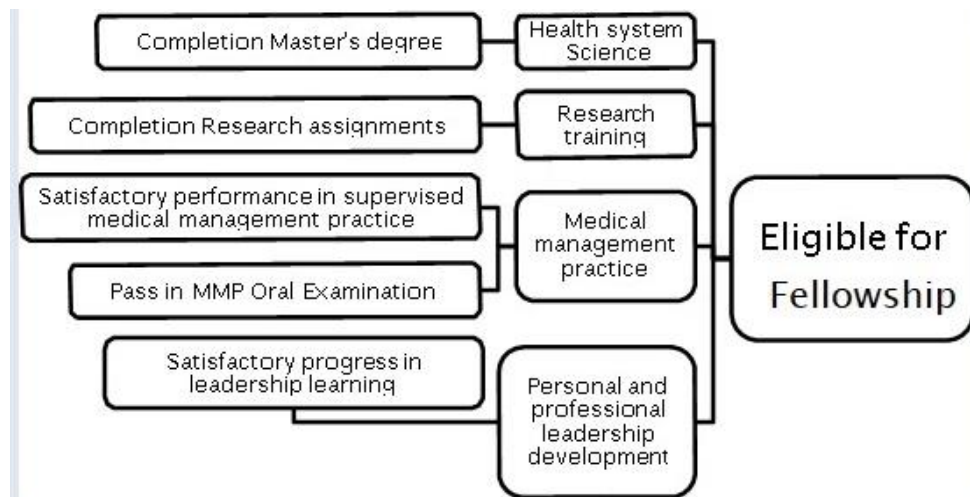 Completion Master's degree
Health system
Science
Completion Research assignments
Research
training
Satisfactory performance in supervised
medical management practice
Pass in MMP Oral Examination
Medical
management
practice
Satisfactory progress in
leadership learning
Personal and
professional
leadership
development
Eligible for
Fellowship